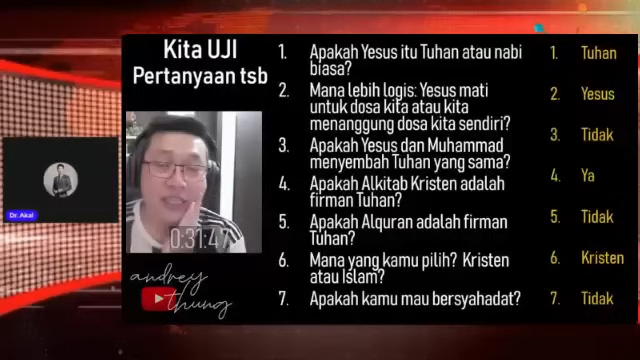 Kita UJI
Pertanyaan tsb
1. Apakah Yesus itu Tuhan atau nabi
biasa?
2. Mana lebih logis: Yesus mati
untuk dosa kita atau kita
menanggung dosa kita sendiri?
3. Apakah Yesus dan Muhammad
menyembah Tuhan yang sama?
4. Apakah Alkitab Kristen adalah
firman Tuhan?
5. Apakah Alquran adalah firman
Tuhan?
6. Mana yang kamu pilih? Kristen
atau Islam?
7. Apakah kamu mau bersyahadat?
1. Tuhan
2. Yesus
3. Tidak
4. Ya
5. Tidak
6. Kristen
7. Tidak
Dr. Akal
0:31:47
andrey
thung